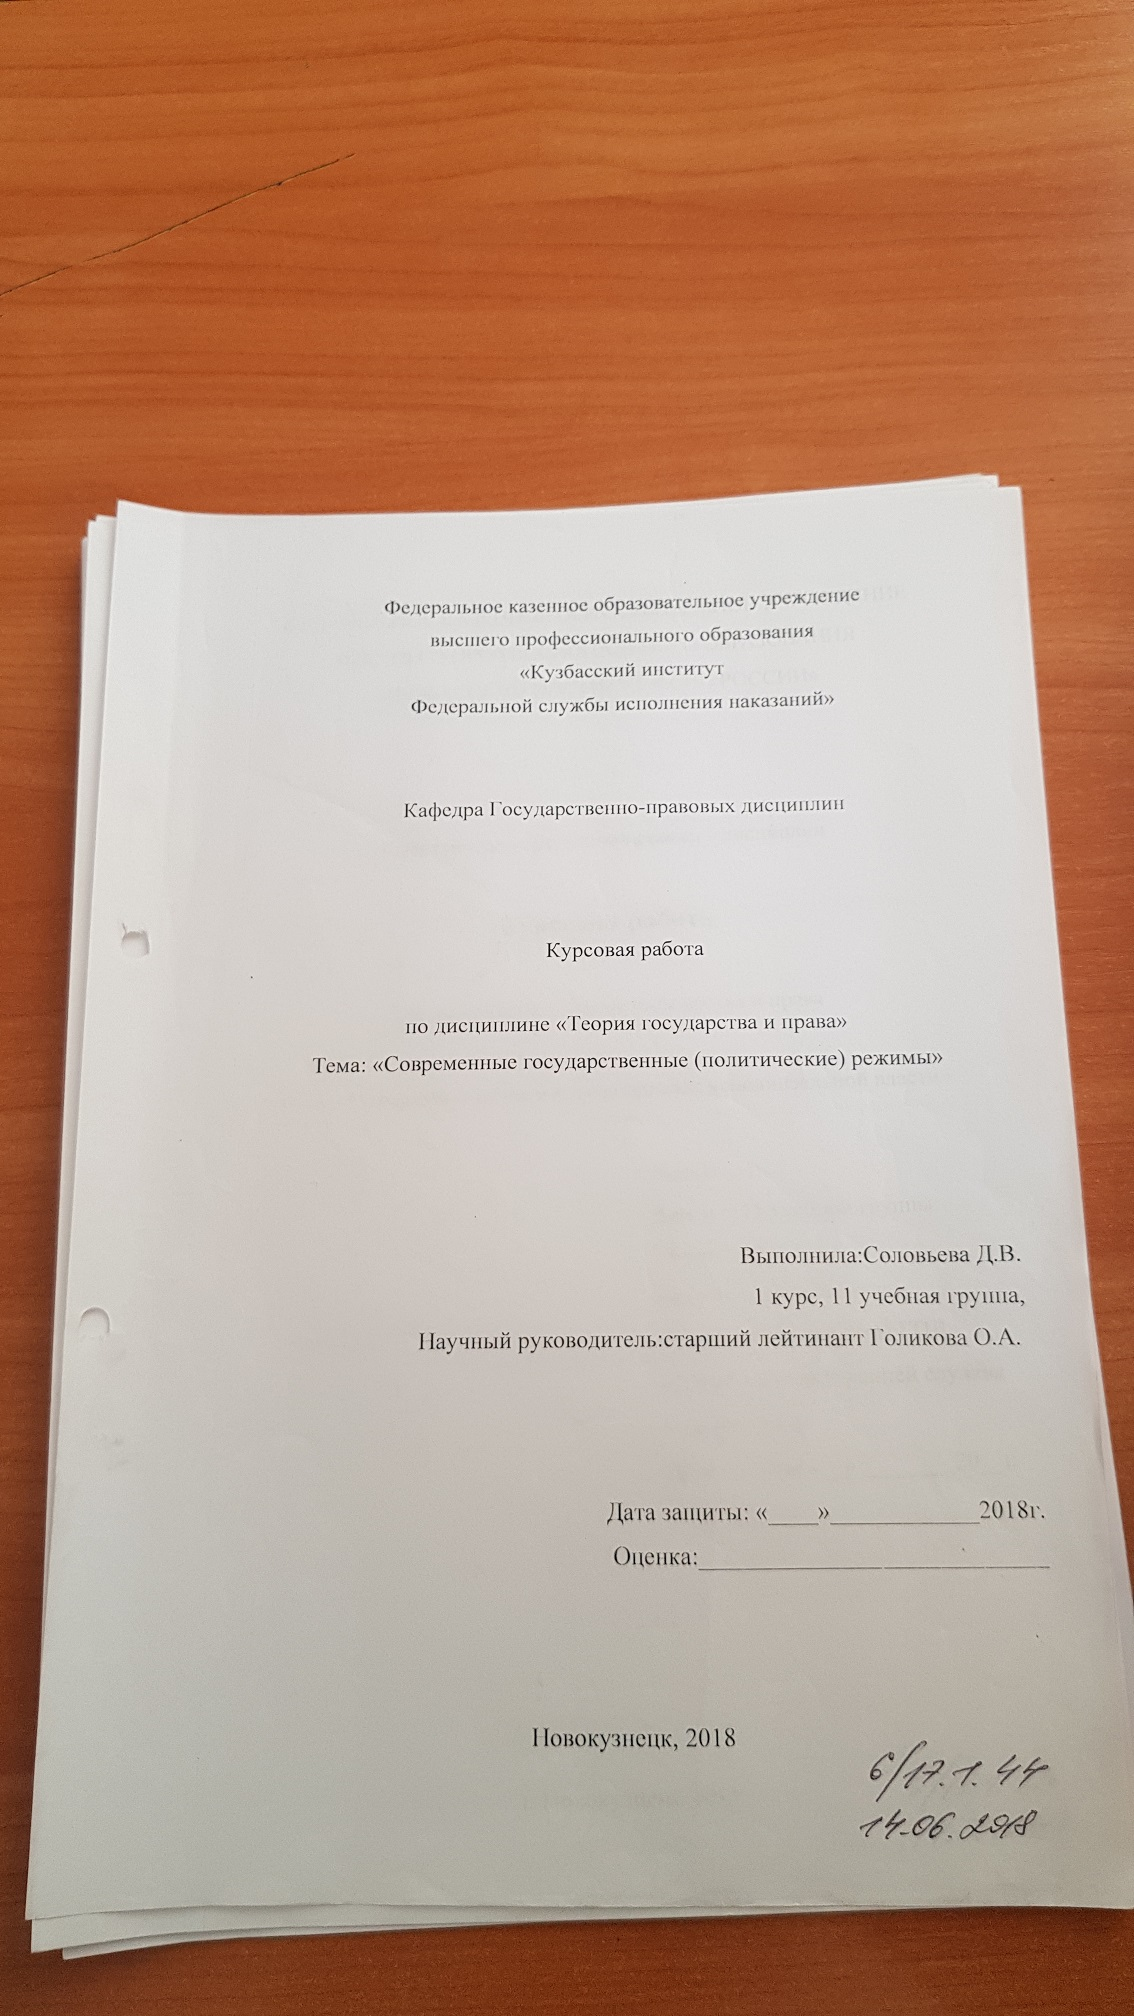 Федеральное казенное образовательное учреждение
высшего профессионального образования
«Кузбасский институт
Федеральной службы исполнения наказаний»
Кафедра Государственно-правовых дисциплин
Курсовая работа
по дисциплине «Теория государства и права»
Тема: «Современные государственные (политические) режимы»
Выполнила:Соловьева Д.В.
1 курс, 11 учебная группа,
Научный руководитель:старший лейтинант Голикова О.А.
Дата защиты: «____»____________2018г.
Оценка:____________________________
Новокузнецк, 2018
6/17.1.44
14.06.2018